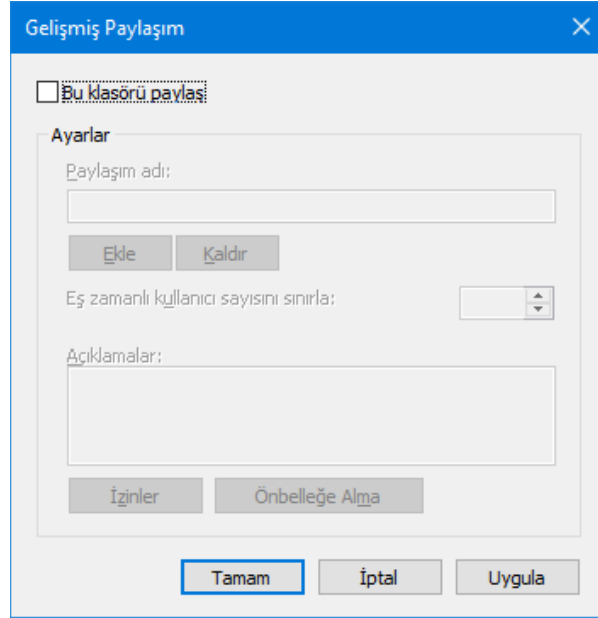 Gelişmiş Paylaşım
Bu klasörü paylaş
Ayarlar
Paylaşım adı:
Ekle Kaldır
Eş zamanlı kullanıcı sayısını sınırla:
Açıklamalar:
İzinler Önbelleğe Alma
Tamam İptal Uygula